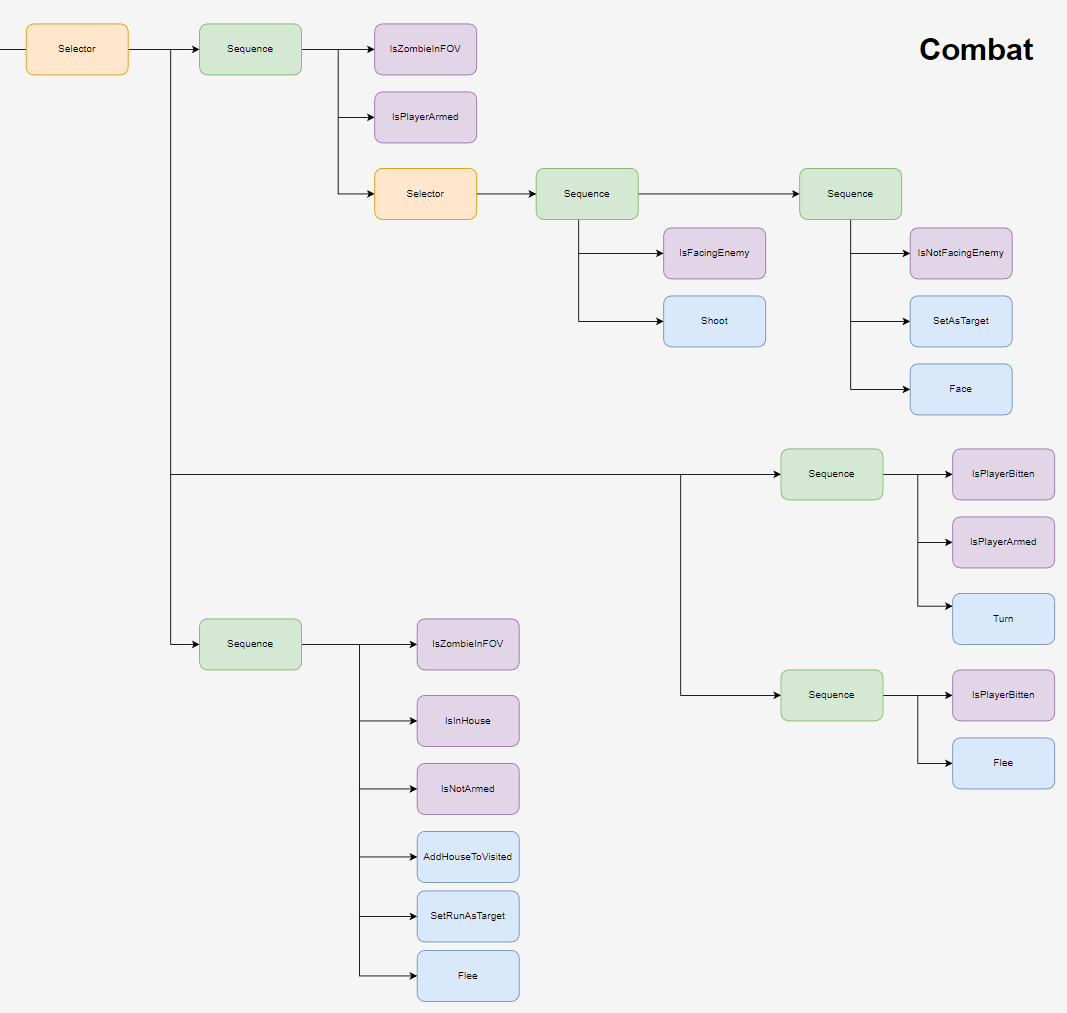 Combat
Selector
Sequence
IsZombieInFOV
IsPlayerArmed
Selector
Sequence
Sequence
IsFacingEnemy
IsNotFacingEnemy
Shoot
SetAsTarget
Face
Sequence
IsPlayerBitten
IsPlayerArmed
Turn
Sequence
IsZombieInFOV
Sequence
IsPlayerBitten
IsInHouse
Flee
IsNotArmed
AddHouseToVisited
SetRunAsTarget
Flee